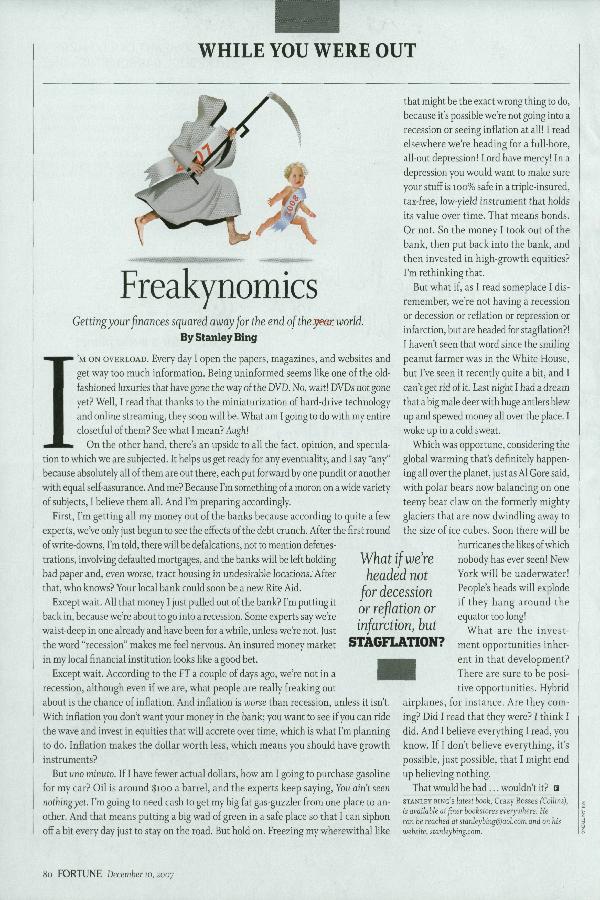 WHILE YOU WERE OUT
2007
2008
Freakynomics
Getting your finances squared away for the end of the year world.
By Stanley Bing
I'M ON OVERLOAD. Every day I open the papers, magazines, and websites and
get way too much information. Being uninformed seems like one of the old-
fashioned luxuries that have gone the way of the DVD. No, wait! DVDs not gone
yet? Well, I read that thanks to the miniaturization of hard-drive technology
and online streaming, they soon will be. What am I going to do with my entire
closetful of them? See what I mean? Augh!
On the other hand, there's an upside to all the fact, opinion, and specula-
tion to which we are subjected. It helps us get ready for any eventuality, and I say "any"
because absolutely all of them are out there, each put forward by one pundit or another
with equal self-assurance. And me? Because I'm something of a moron on a wide variety
of subjects, I believe them all. And I'm preparing accordingly.
First, I'm getting all my money out of the banks because according to quite a few
experts, we've only just begun to see the effects of the debt crunch. After the first round
of write-downs, I'm told, there will be defalcations, not to mention defenes-
trations, involving defaulted mortgages, and the banks will be left holding
bad paper and, even worse, tract housing in undesirable locations. After
that, who knows? Your local bank could soon be a new Rite Aid.
Except wait. All that money I just pulled out of the bank? I'm putting it
back in, because we're about to go into a recession. Some experts say we're
waist-deep in one already and have been for a while, unless we're not. Just
the word "recession" makes me feel nervous. An insured money market
in my local financial institution looks like a good bet.
Except wait. According to the FT a couple of days ago, we're not in a
recession, although even if we are, what people are really freaking out
about is the chance of inflation. And inflation is worse than recession, unless it isn't.
With inflation you don't want your money in the bank; you want to see if you can ride
the wave and invest in equities that will accrete over time, which is what I'm planning
to do. Inflation makes the dollar worth less, which means you should have growth
instruments?
But uno minuto. If I have fewer actual dollars, how am I going to purchase gasoline
for my car? Oil is around $100 a barrel, and the experts keep saying, You ain't seen
nothing yet. I'm going to need cash to get my big fat gas-guzzler from one place to an-
other. And that means putting a big wad of green in a safe place so that I can siphon
off a bit every day just to stay on the road. But hold on. Freezing my wherewithal like
What if we're
headed not
for decession
or reflation or
infarction, but
STAGFLATION?
that might be the exact wrong thing to do,
because it's possible we're not going into a
recession or seeing inflation at all! I read
elsewhere we're heading for a full-bore,
all-out depression! Lord have mercy! In a
depression you would want to make sure
your stuff is 100% safe in a triple-insured,
tax-free, low-yield instrument that holds
its value over time. That means bonds.
Or not. So the money I took out of the
bank, then put back into the bank, and
then invested in high-growth equities?
I'm rethinking that.
But what if, as I read someplace I dis-
remember, we're not having a recession
or decession or reflation or repression or
infarction, but are headed for stagflation?!
I haven't seen that word since the smiling
peanut farmer was in the White House,
but I've seen it recently quite a bit, and I
can't get rid of it. Last night I had a dream
that a big male deer with huge antlers blew
up and spewed money all over the place. I
woke up in a cold sweat.
Which was opportune, considering the
global warming that's definitely happen-
ing all over the planet, just as Al Gore said,
with polar bears now balancing on one
teeny bear claw on the formerly mighty
glaciers that are now dwindling away to
the size of ice cubes. Soon there will be
hurricanes the likes of which
nobody has ever seen! New
York will be underwater!
People's heads will explode
if they hang around the
equator too long!
What are the invest-
ment opportunities inher-
ent in that development?
There are sure to be posi-
tive opportunities. Hybrid
airplanes, for instance. Are they com-
ing? Did I read that they were? I think I
did. And I believe everything I read, you
know. If I don't believe everything, it's
possible, just possible, that I might end
up believing nothing.
That would be bad ... wouldn't it? F
STANLEY BING's latest book, Crazy Bosses (Collins),
is available at finer bookstores everywhere. He
can be reached at stanleybing@aol.com and on his
website, stanleybing.com.
80 FORTUNE December 10, 2007